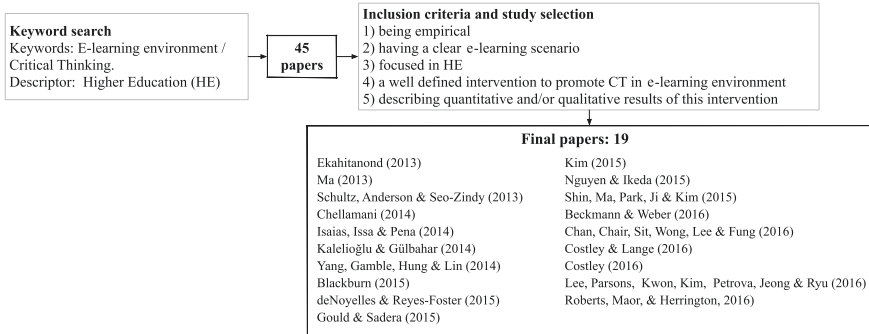 Keyword search
Keywords: E-learning environment /
Critical Thinking.
Descriptor: Higher Education (HE)
45
papers
Inclusion criteria and study selection
1) being empirical
2) having a clear e-learning scenario
3) focused in HE
4) a well defined intervention to promote CT in e-learning environment
5) describing quantitative and/or qualitative results of this intervention
Final papers: 19
Ekahitanond (2013)
Ma (2013)
Schultz, Anderson & Seo-Zindy (2013)
Chellamani (2014)
Isaias, Issa & Pena (2014)
Kalelioğlu & Gülbahar (2014)
Yang, Gamble, Hung & Lin (2014)
Blackburn (2015)
deNoyelles & Reyes-Foster (2015)
Gould & Sadera (2015)
Kim (2015)
Nguyen & Ikeda (2015)
Shin, Ma, Park, Ji & Kim (2015)
Beckmann & Weber (2016)
Chan, Chair, Sit, Wong, Lee & Fung (2016)
Costley & Lange (2016)
Costley (2016)
Lee, Parsons, Kwon, Kim, Petrova, Jeong & Ryu (2016)
Roberts, Maor, & Herrington, 2016)